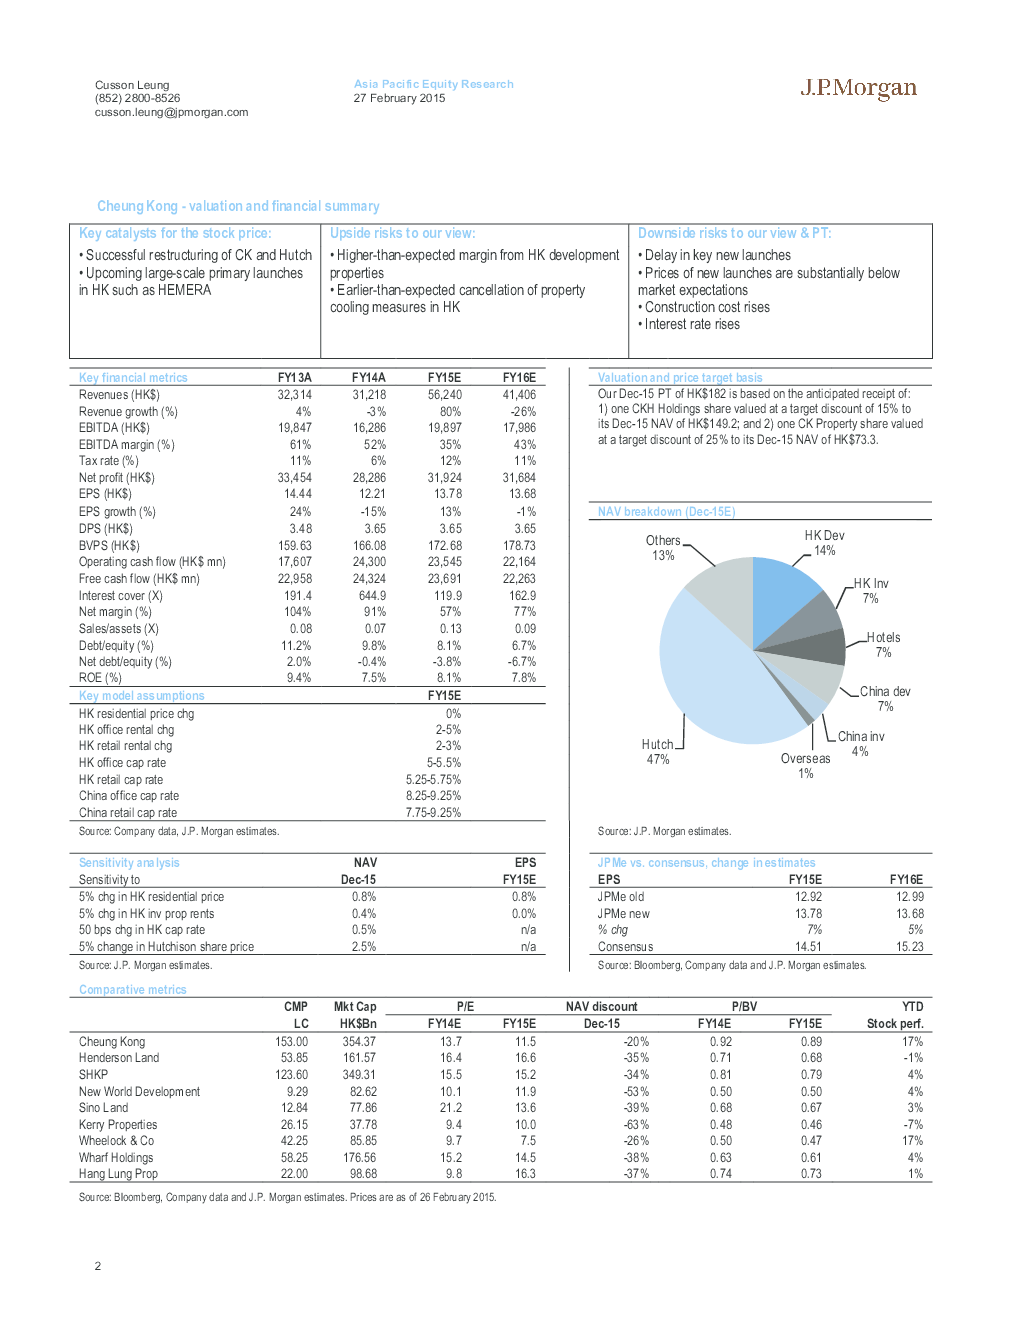 Cusson Leung
(852) 2800-8526
cusson.leung@jpmorgan.com
Asia Pacific Equity Research
27 February 2015
J.P.Morgan
Cheung Kong - valuation and financial summary
Key catalysts for the stock price:
• Successful restructuring of CK and Hutch
• Upcoming large-scale primary launches
in HK such as HEMERA
Upside risks to our view:
• Higher-than-expected margin from HK development
properties
• Earlier-than-expected cancellation of property
cooling measures in HK
Downside risks to our view & PT:
• Delay in key new launches
• Prices of new launches are substantially below
market expectations
• Construction cost rises
• Interest rate rises
Key financial metrics FY13A FY14A FY15E FY16E
Revenues (HK$) 32,314 31,218 56,240 41,406
Revenue growth (%) 4% -3% 80% -26%
EBITDA (HK$) 19,847 16,286 19,897 17,986
EBITDA margin (%) 61% 52% 35% 43%
Tax rate (%) 11% 6% 12% 11%
Net profit (HK$) 33,454 28,286 31,924 31,684
EPS (HK$) 14.44 12.21 13.78 13.68
EPS growth (%) 24% -15% 13% -1%
DPS (HK$) 3.48 3.65 3.65 3.65
BVPS (HK$) 159.63 166.08 172.68 178.73
Operating cash flow (HK$ mn) 17,607 24,300 23,545 22,164
Free cash flow (HK$ mn) 22,958 24,324 23,691 22,263
Interest cover (X) 191.4 644.9 119.9 162.9
Net margin (%) 104% 91% 57% 77%
Sales/assets (X) 0.08 0.07 0.13 0.09
Debt/equity (%) 11.2% 9.8% 8.1% 6.7%
Net debt/equity (%) 2.0% -0.4% -3.8% -6.7%
ROE (%) 9.4% 7.5% 8.1% 7.8%
Key model assumptions FY15E
HK residential price chg 0%
HK office rental chg 2-5%
HK retail rental chg 2-3%
HK office cap rate 5-5.5%
HK retail cap rate 5.25-5.75%
China office cap rate 8.25-9.25%
China retail cap rate 7.75-9.25%
Source: Company data, J.P. Morgan estimates.
Valuation and price target basis
Our Dec-15 PT of HK$182 is based on the anticipated receipt of:
1) one CKH Holdings share valued at a target discount of 15% to
its Dec-15 NAV of HK$149.2; and 2) one CK Property share valued
at a target discount of 25% to its Dec-15 NAV of HK$73.3.
NAV breakdown (Dec-15E)
HK Dev
14%
HK Inv
7%
Hotels
7%
China dev
7%
China inv
4%
Overseas
1%
Hutch
47%
Others
13%
Source: J.P. Morgan estimates.
Sensitivity analysis NAV EPS
Sensitivity to Dec-15 FY15E
5% chg in HK residential price 0.8% 0.8%
5% chg in HK inv prop rents 0.4% 0.0%
50 bps chg in HK cap rate 0.5% n/a
5% change in Hutchison share price 2.5% n/a
Source: J.P. Morgan estimates.
JPMe vs. consensus, change in estimates
EPS FY15E FY16E
JPMe old 12.92 12.99
JPMe new 13.78 13.68
% chg 7% 5%
Consensus 14.51 15.23
Source: Bloomberg, Company data and J.P. Morgan estimates.
Comparative metrics
CMP Mkt Cap P/E NAV discount P/BV YTD
LC HK$Bn FY14E FY15E Dec-15 FY14E FY15E Stock perf.
Cheung Kong 153.00 354.37 13.7 11.5 -20% 0.92 0.89 17%
Henderson Land 53.85 161.57 16.4 16.6 -35% 0.71 0.68 -1%
SHKP 123.60 349.31 15.5 15.2 -34% 0.81 0.79 4%
New World Development 9.29 82.62 10.1 11.9 -53% 0.50 0.50 4%
Sino Land 12.84 77.86 21.2 13.6 -39% 0.68 0.67 3%
Kerry Properties 26.15 37.78 9.4 10.0 -63% 0.48 0.46 -7%
Wheelock & Co 42.25 85.85 9.7 7.5 -26% 0.50 0.47 17%
Wharf Holdings 58.25 176.56 15.2 14.5 -38% 0.63 0.61 4%
Hang Lung Prop 22.00 98.68 9.8 16.3 -37% 0.74 0.73 1%
Source: Bloomberg, Company data and J.P. Morgan estimates. Prices are as of 26 February 2015.
2